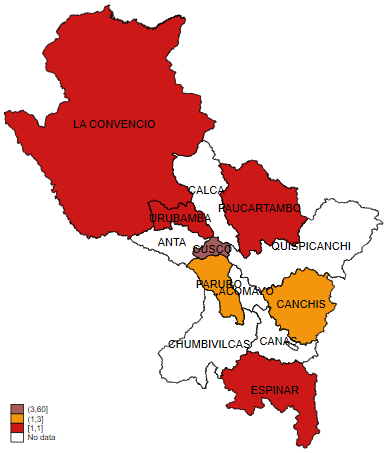 LA CONVENCIO
CALCA
PAUCARTAMBO
URUBAMBA
ANTA
CUSCO
QUISPICANCHI
PARURO
ACOMAYO
CANCHIS
CHUMBIVILCAS
CANAS
ESPINAR
(3,60]
(1,3]
[1,1]
No data